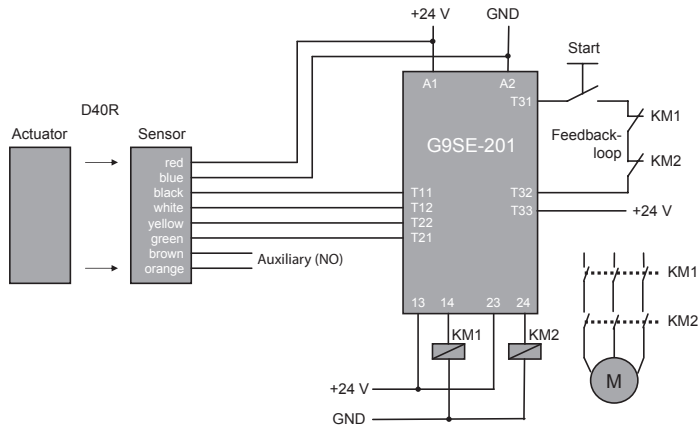 +24 V
GND
Start
A1
A2
T31
D40R
Actuator
Sensor
G9SE-201
Feedback-
loop
KM1
KM2
red
blue
black
white
yellow
green
brown
orange
Auxiliary (NO)
T11
T12
T22
T21
T32
T33
+24 V
13
14
23
24
KM1
KM2
+24 V
GND
KM1
KM2
M